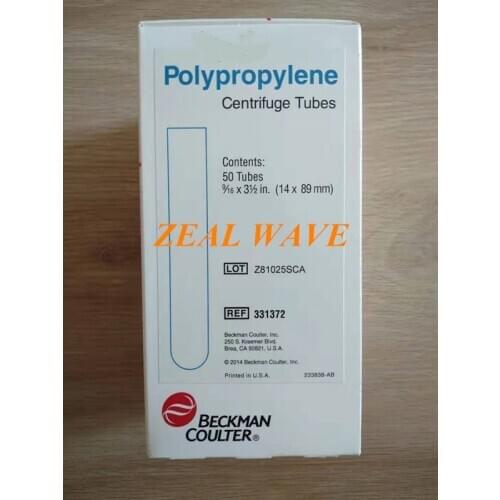 Polypropylene
Centrifuge Tubes
Contents:
50 Tubes
9/16 x 3½ in. (14 x 89 mm)
ZEAL WAVE
LOT Z81025SCA
REF 331372
Beckman Coulter, Inc.
250 S. Kraemer Blvd.
Brea, CA 92821, U.S.A.
© 2014 Beckman Coulter, Inc.
Printed in U.S.A.
BECKMAN
COULTER®